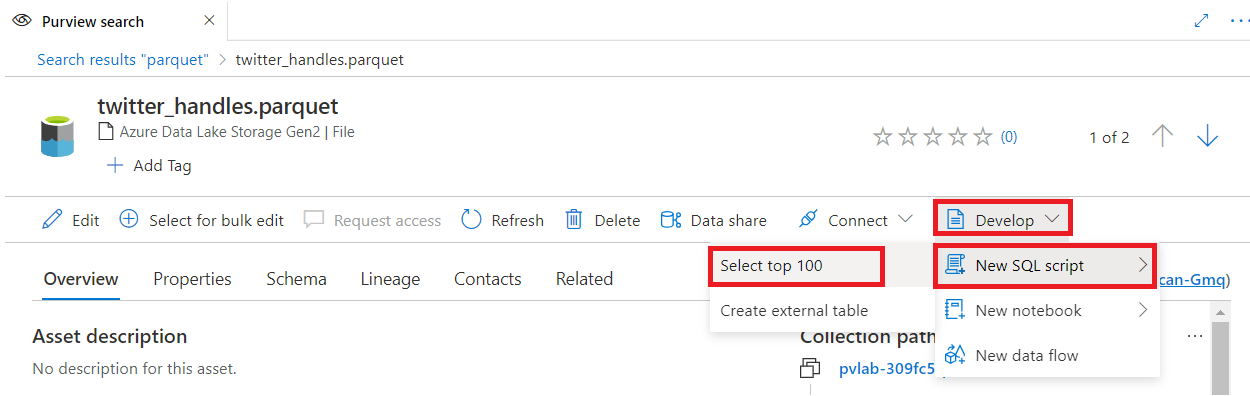 Purview search
Search results "parquet" > twitter_handles.parquet
twitter_handles.parquet
Azure Data Lake Storage Gen2 | File
(0)
1 of 2
Add Tag
Edit
Select for bulk edit
Request access
Refresh
Delete
Data share
Connect
Develop
Select top 100
New SQL script
Overview
Properties
Schema
Lineage
Contacts
Related
can-Gmq)
Create external table
New notebook
Asset description
Collection path
New data flow
No description for this asset.
pvlab-309fc5